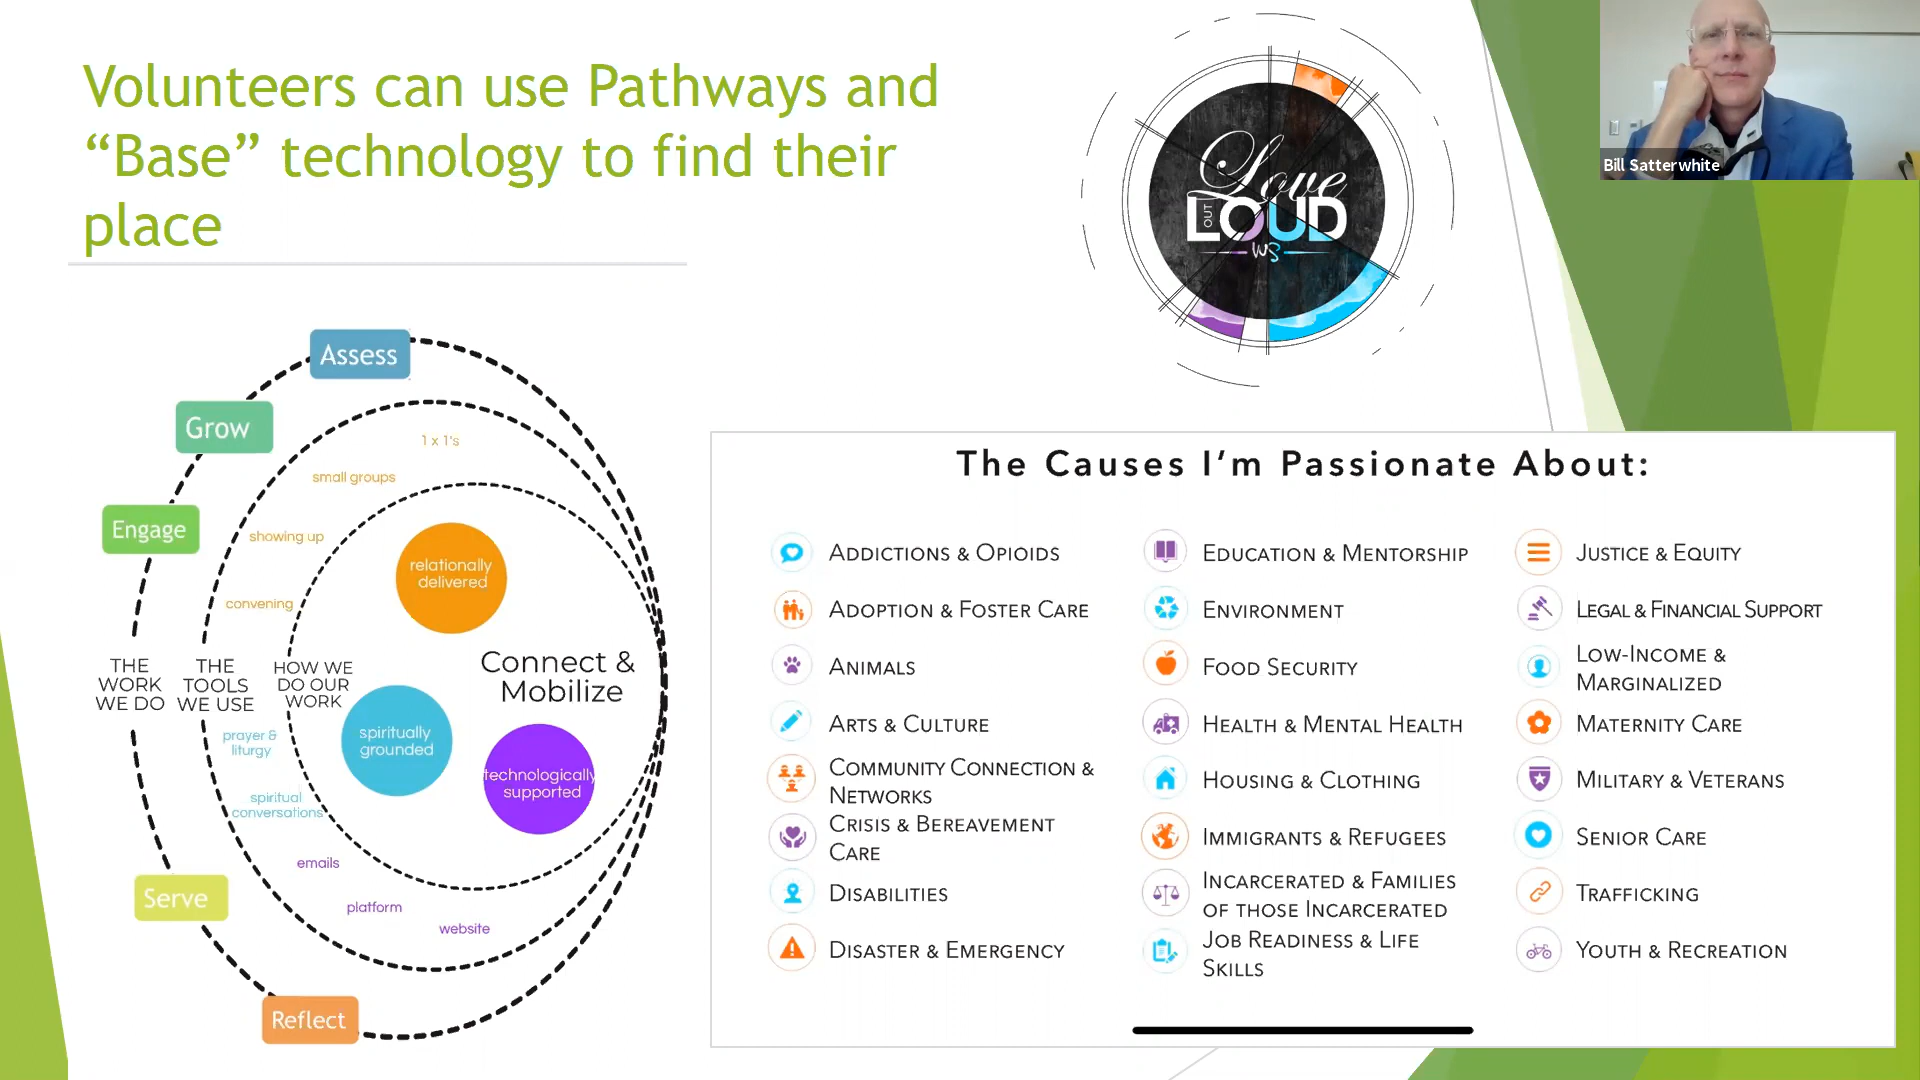 Volunteers can use Pathways and
“Base” technology to find their
place
Love
OUT
LOUD
WS
Bill Satterwhite
Assess
Grow
Engage
Serve
Reflect
THE
WORK
WE DO
THE
TOOLS
WE USE
HOW WE
DO OUR
WORK
1 x 1's
small groups
showing up
convening
prayer &
liturgy
spiritual
conversations
emails
platform
website
relationally
delivered
spiritually
grounded
technologically
supported
Connect &
Mobilize
The Causes I’m Passionate About:
ADDICTIONS & OPIOIDS
ADOPTION & FOSTER CARE
ANIMALS
ARTS & CULTURE
COMMUNITY CONNECTION &
NETWORKS
CRISIS & BEREAVEMENT
CARE
DISABILITIES
DISASTER & EMERGENCY
EDUCATION & MENTORSHIP
ENVIRONMENT
FOOD SECURITY
HEALTH & MENTAL HEALTH
HOUSING & CLOTHING
IMMIGRANTS & REFUGEES
INCARCERATED & FAMILIES
OF THOSE INCARCERATED
JOB READINESS & LIFE
SKILLS
JUSTICE & EQUITY
LEGAL & FINANCIAL SUPPORT
LOW-INCOME &
MARGINALIZED
MATERNITY CARE
MILITARY & VETERANS
SENIOR CARE
TRAFFICKING
YOUTH & RECREATION